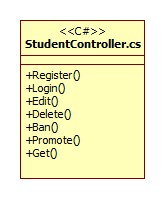 <<C#>>
StudentController.cs
+Register()
+Login()
+Edit()
+Delete()
+Ban()
+Promote()
+Get()